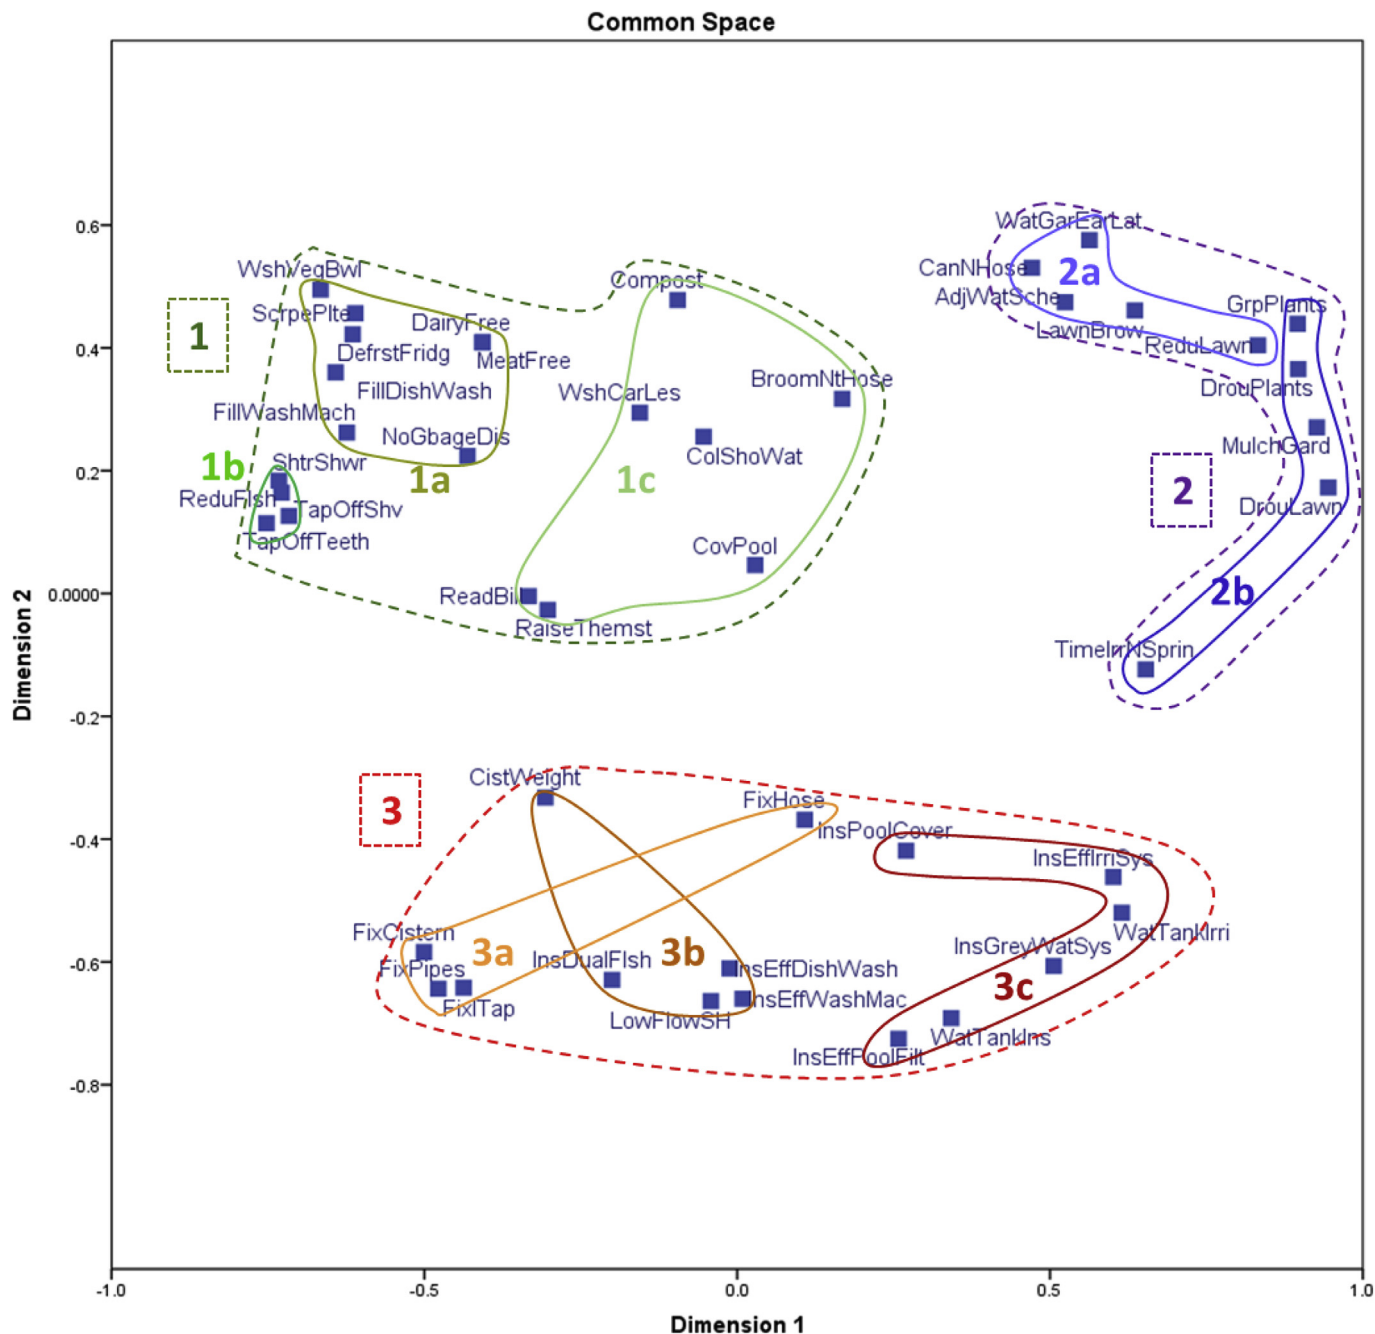 Common Space
0.6
0.4
0.2
0.0000
-0.2
-0.4
-0.6
-0.8
Dimension 2
WatGarEarLat
CanNHose
2a
AdjWatSche
LawnBrow
ReduLawn
GrpPlants
DrouPlants
MulchGard
2
DrouLawn
2b
TimeIrrNSprin
WshVegBwl
1
ScrpePlte
DefrstFridg
DairyFree
MeatFree
FillDishWash
FillWashMach
NoGbageDis
1a
1b
ShtrShwr
ReduFlsh
TapOffShv
TapOffTeeth
Compost
WshCarLes
BroomNtHose
ColShoWat
1c
CovPool
ReadBil
RaiseThemst
CistWeight
3
FixHose
InsPoolCover
InsEffIrriSys
WatTankIrri
InsGreyWatSys
3c
WatTankIns
InsEffPoolFilt
FixCistern
FixPipes
FixlTap
3a
InsDualFlsh
3b
InsEffDishWash
InsEffWashMac
LowFlowSH
-1.0
-0.5
0.0
0.5
1.0
Dimension 1